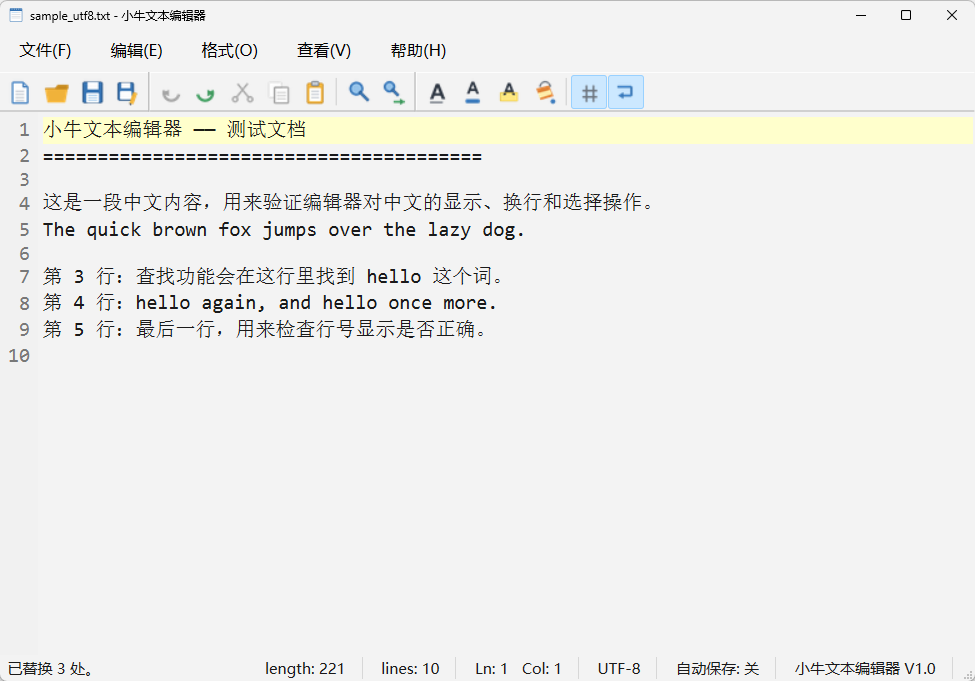 sample_utf8.txt - 小牛文本编辑器
文件(F) 编辑(E) 格式(O) 查看(V) 帮助(H)
1 小牛文本编辑器 —— 测试文档
2 ========================================
3
4 这是一段中文内容，用来验证编辑器对中文的显示、换行和选择操作。
5 The quick brown fox jumps over the lazy dog.
6
7 第 3 行：查找功能会在这行里找到 hello 这个词。
8 第 4 行：hello again, and hello once more.
9 第 5 行：最后一行，用来检查行号显示是否正确。
10
已替换 3 处。 length: 221 lines: 10 Ln: 1 Col: 1 UTF-8 自动保存: 关 小牛文本编辑器 V1.0